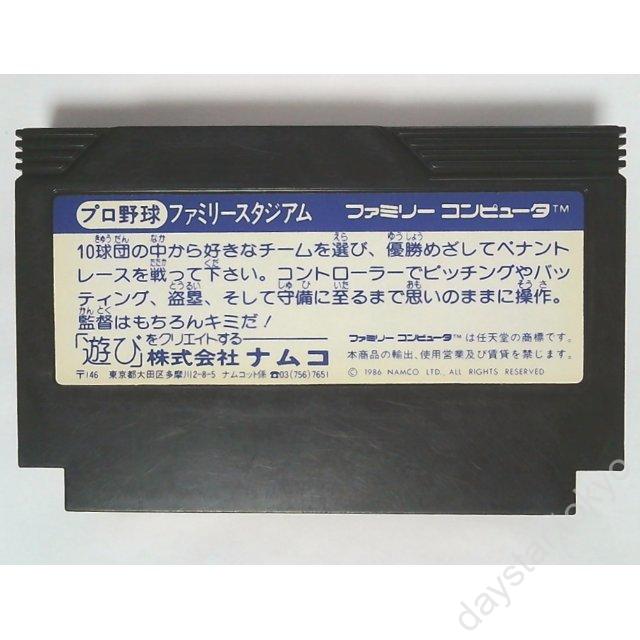 プロ野球 ファミリースタジアム ファミリー コンピュータ™
10球団の中から好きなチームを選び、優勝めざしてペナント
レースを戦って下さい。コントローラーでピッチングやバッ
ティング、盗塁、そして守備に至るまで思いのままに操作。
監督はもちろんキミだ!
「遊び」をクリエイトする――
株式会社 ナムコ
〒146 東京都大田区多摩川2-8-5 ナムコット係 ☎03(756)7651
ファミリー コンピュータ™は任天堂の商標です。
本商品の輸出、使用営業及び賃貸を禁じます。
© 1986 NAMCO LTD., ALL RIGHTS RESERVED
daystar tokyo